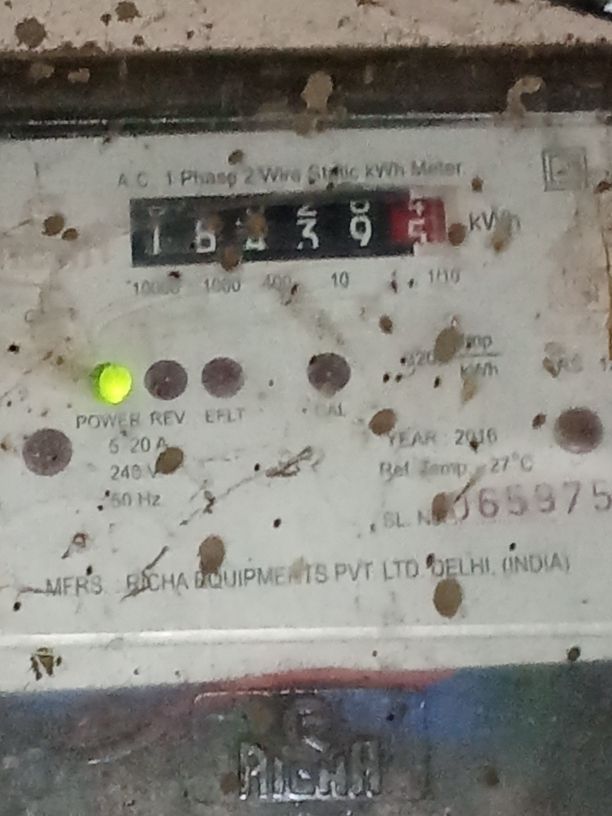 A.C. 1 Phase 2 Wire Static kWh Meter
kWh
10000 1000 100 10 1 1/10
Imp
kWh
POWER REV EFLT CAL
5-20 A
YEAR : 2016
240 V
Ref. Temp. 27°C
50 Hz
SL. No. 065975
MFRS. : RICHA EQUIPMENTS PVT. LTD. DELHI. (INDIA)
RICHA